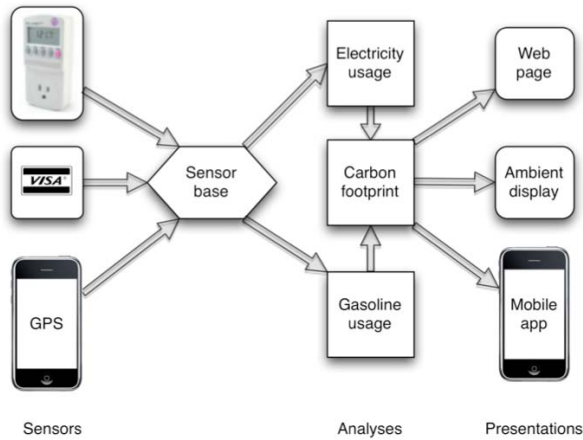 Electricity
usage
Web
page
VISA
Sensor
base
Carbon
footprint
Ambient
display
GPS
Gasoline
usage
Mobile
app
Sensors
Analyses
Presentations